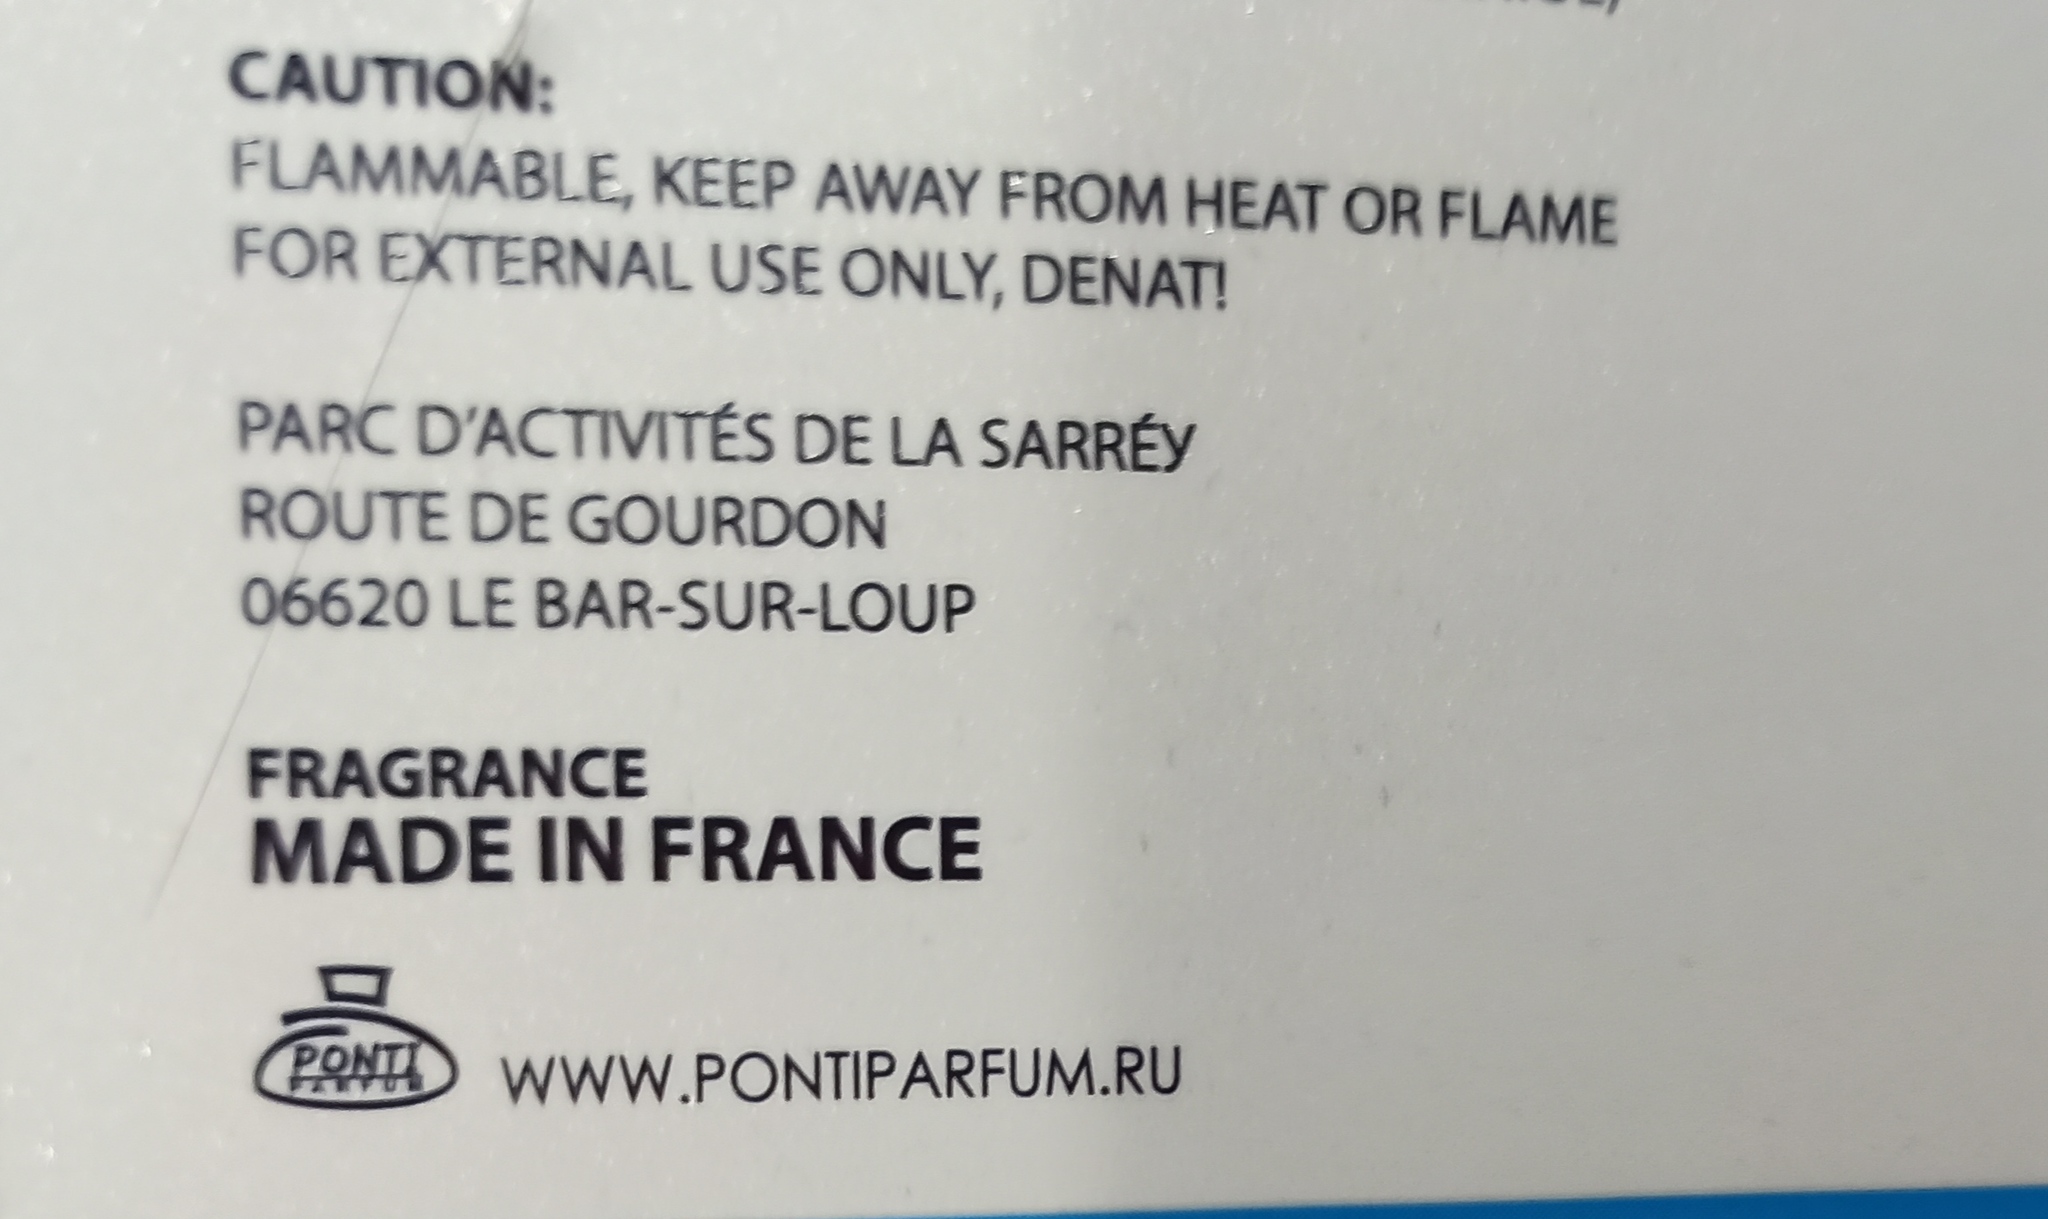 CAUTION:
FLAMMABLE, KEEP AWAY FROM HEAT OR FLAME
FOR EXTERNAL USE ONLY, DENAT!
PARC D'ACTIVITÉS DE LA SARRÉY
ROUTE DE GOURDON
06620 LE BAR-SUR-LOUP
FRAGRANCE
MADE IN FRANCE
PONTI
PARFUM
WWW.PONTIPARFUM.RU